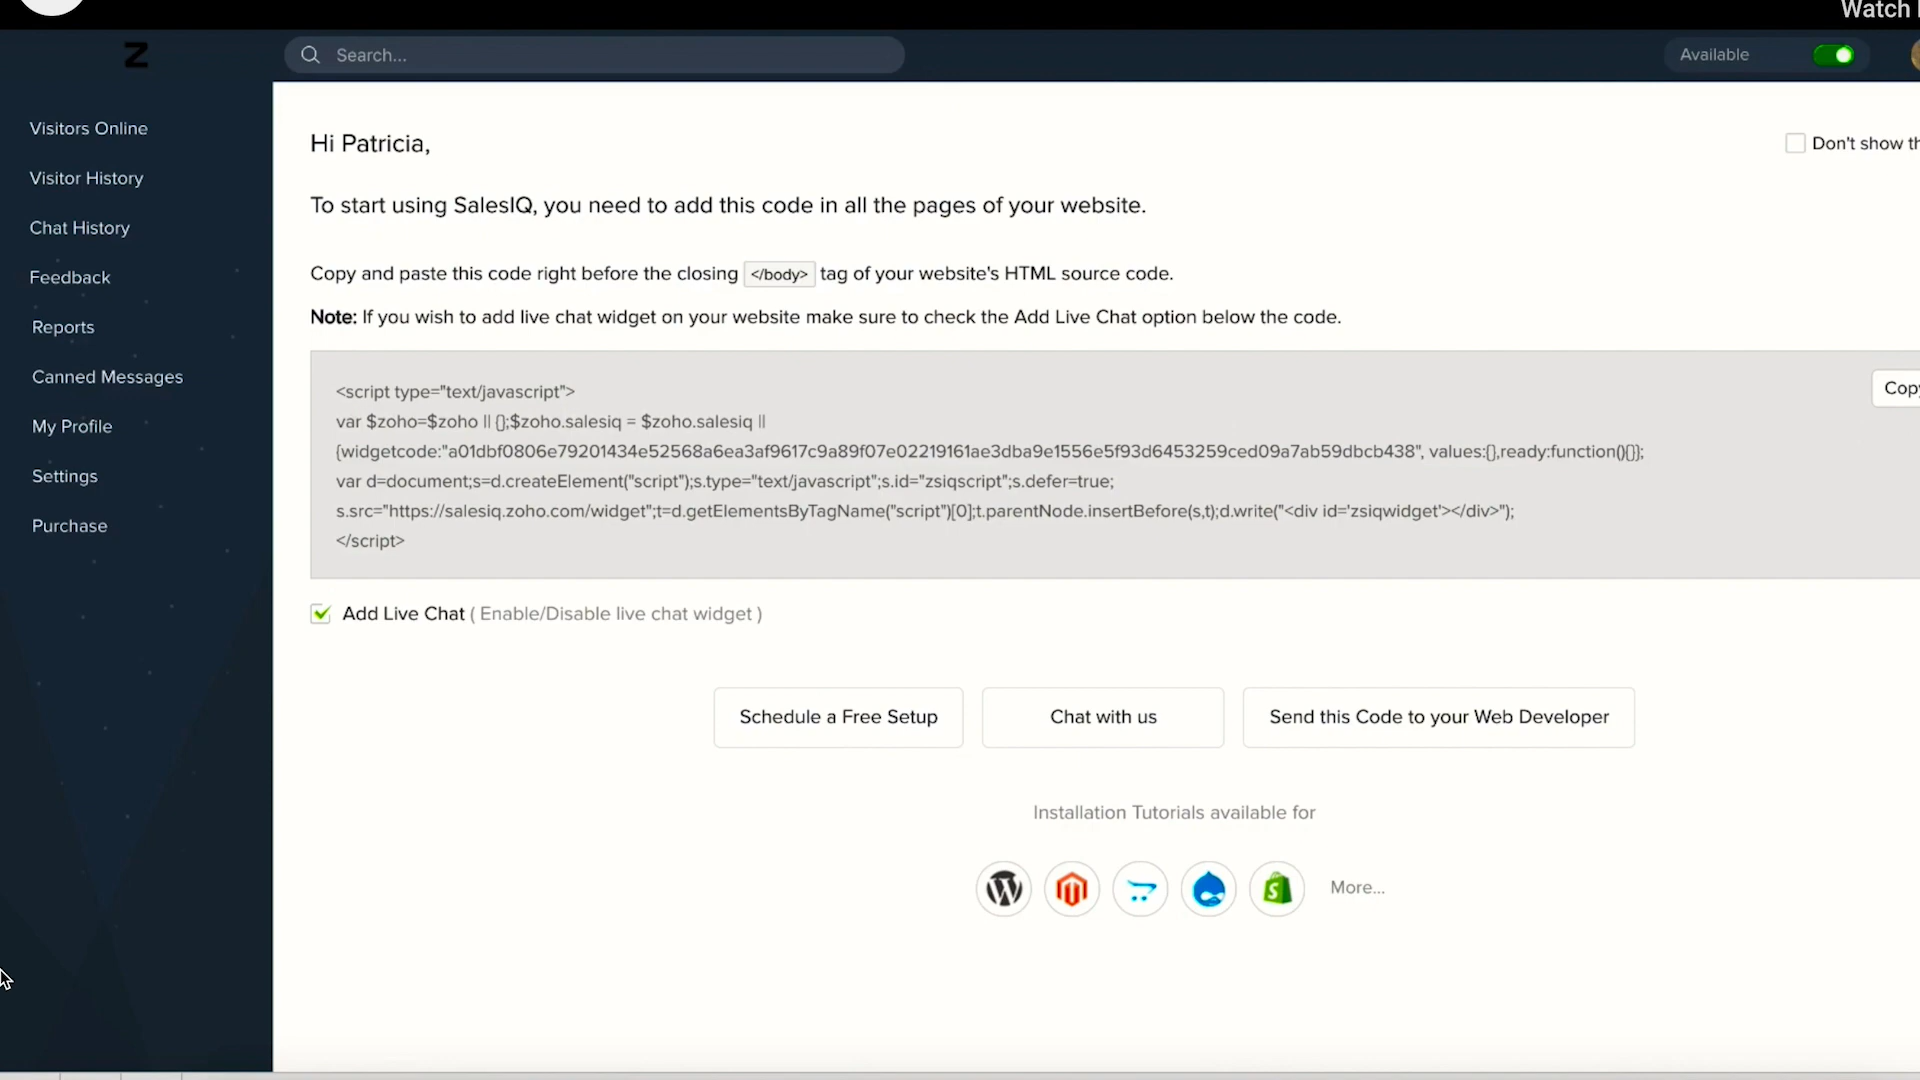 Watch
Z
Search...
Available
Visitors Online
Visitor History
Chat History
Feedback
Reports
Canned Messages
My Profile
Settings
Purchase
Hi Patricia,
Don't show th
To start using SalesIQ, you need to add this code in all the pages of your website.
Copy and paste this code right before the closing </body> tag of your website's HTML source code.
Note: If you wish to add live chat widget on your website make sure to check the Add Live Chat option below the code.
Copy
<script type="text/javascript">
var $zoho=$zoho || {};$zoho.salesiq = $zoho.salesiq ||
{widgetcode:"a01dbf0806e79201434e52568a6ea3af9617c9a89f07e02219161ae3dba9e1556e5f93d6453259ced09a7ab59dbcb438", values:{},ready:function(){}};
var d=document;s=d.createElement("script");s.type="text/javascript";s.id="zsiqscript";s.defer=true;
s.src="https://salesiq.zoho.com/widget";t=d.getElementsByTagName("script")[0];t.parentNode.insertBefore(s,t);d.write("<div id='zsiqwidget'></div>");
</script>
Add Live Chat ( Enable/Disable live chat widget )
Schedule a Free Setup
Chat with us
Send this Code to your Web Developer
Installation Tutorials available for
More...